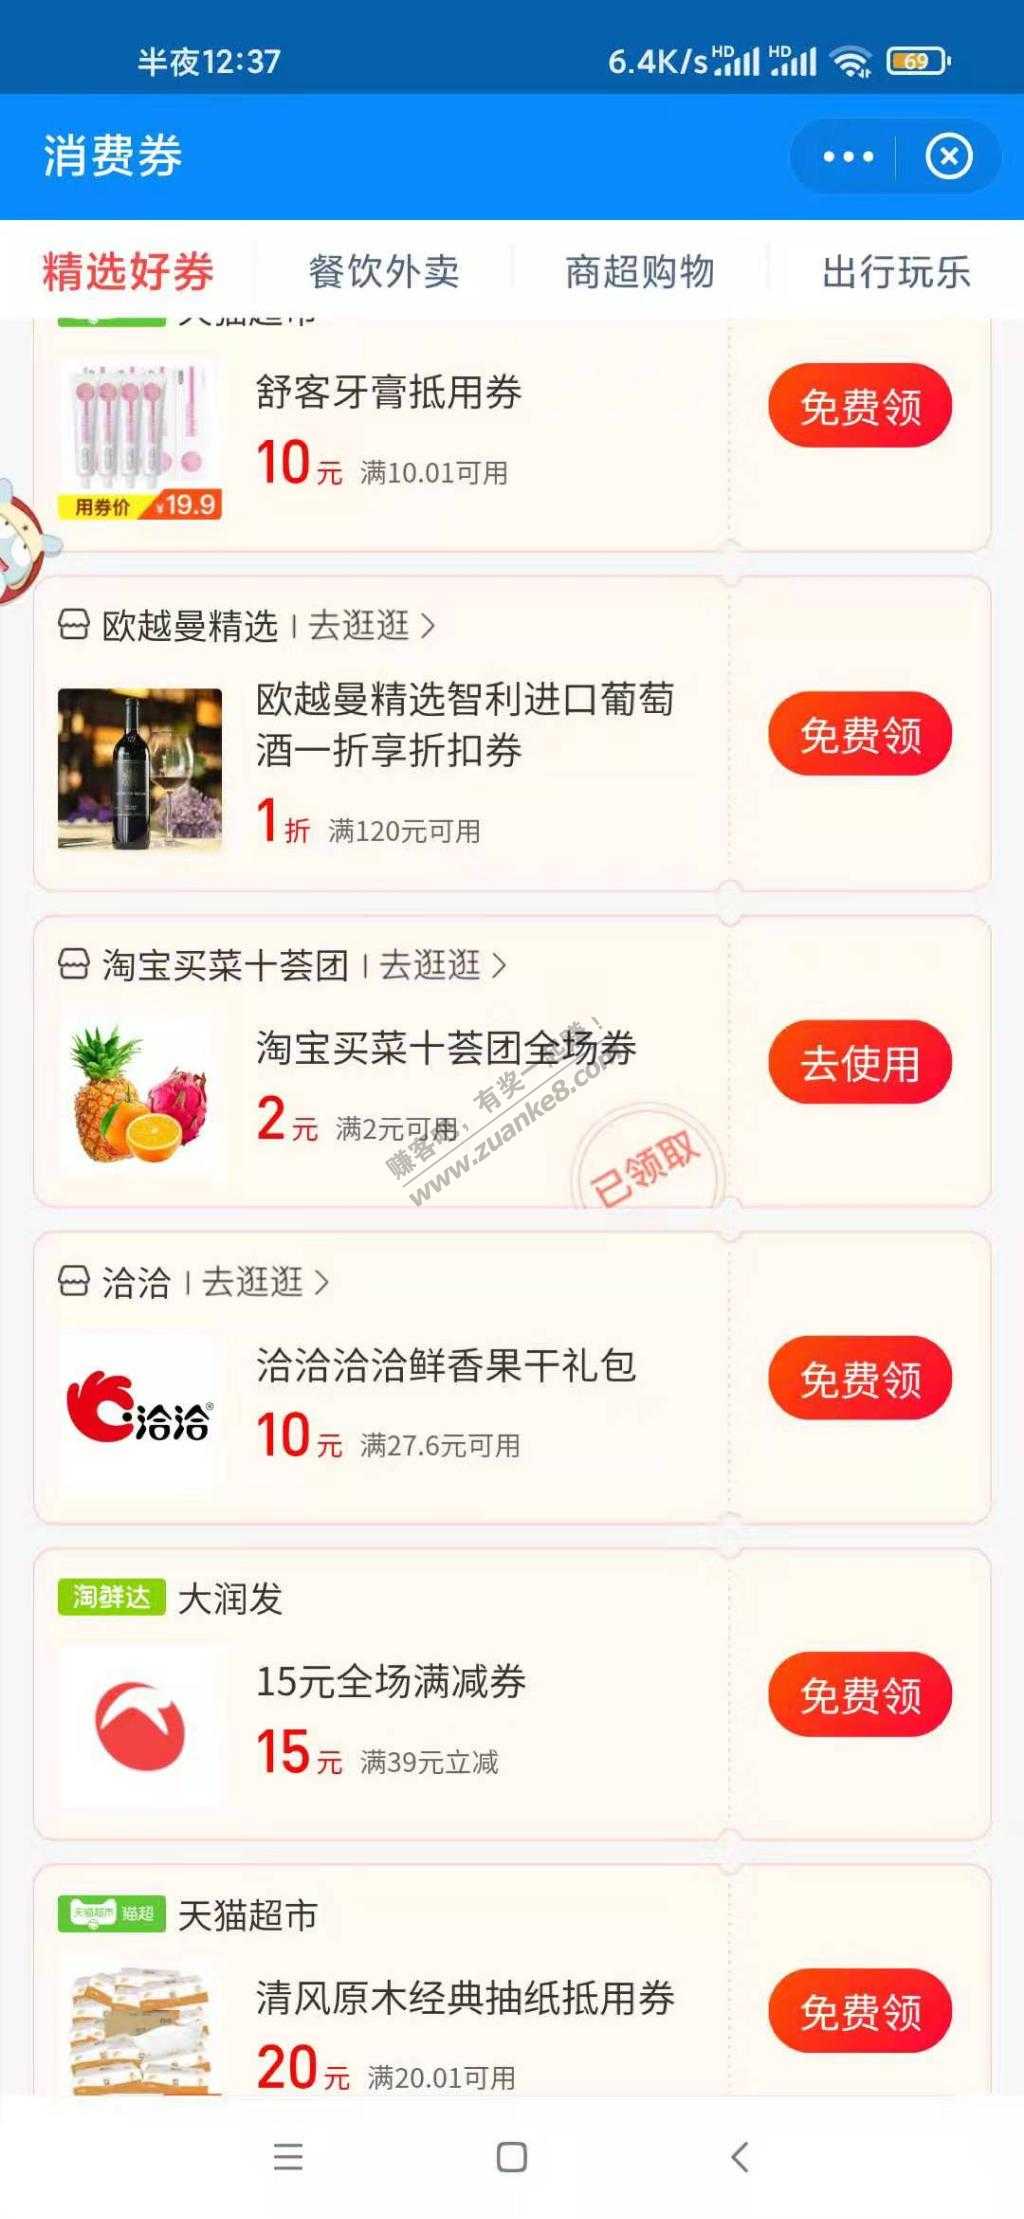 半夜12:37
6.4K/s HD HD 69
消费券
精选好券
餐饮外卖
商超购物
出行玩乐
天猫超市
舒客牙膏抵用券
10元 满10.01可用
用券价 ¥19.9
免费领
欧越曼精选 | 去逛逛 >
欧越曼精选智利进口葡萄
酒一折享折扣券
1折 满120元可用
免费领
淘宝买菜十荟团 | 去逛逛 >
淘宝买菜十荟团全场券
2元 满2元可用
去使用
已领取
赚客吧，有奖一起赚！
www.zuanke8.com
洽洽 | 去逛逛 >
洽洽®
洽洽洽洽鲜香果干礼包
10元 满27.6元可用
免费领
淘鲜达 大润发
15元全场满减券
15元 满39元立减
免费领
天猫超市 猫超 天猫超市
清风原木经典抽纸抵用券
20元 满20.01可用
免费领